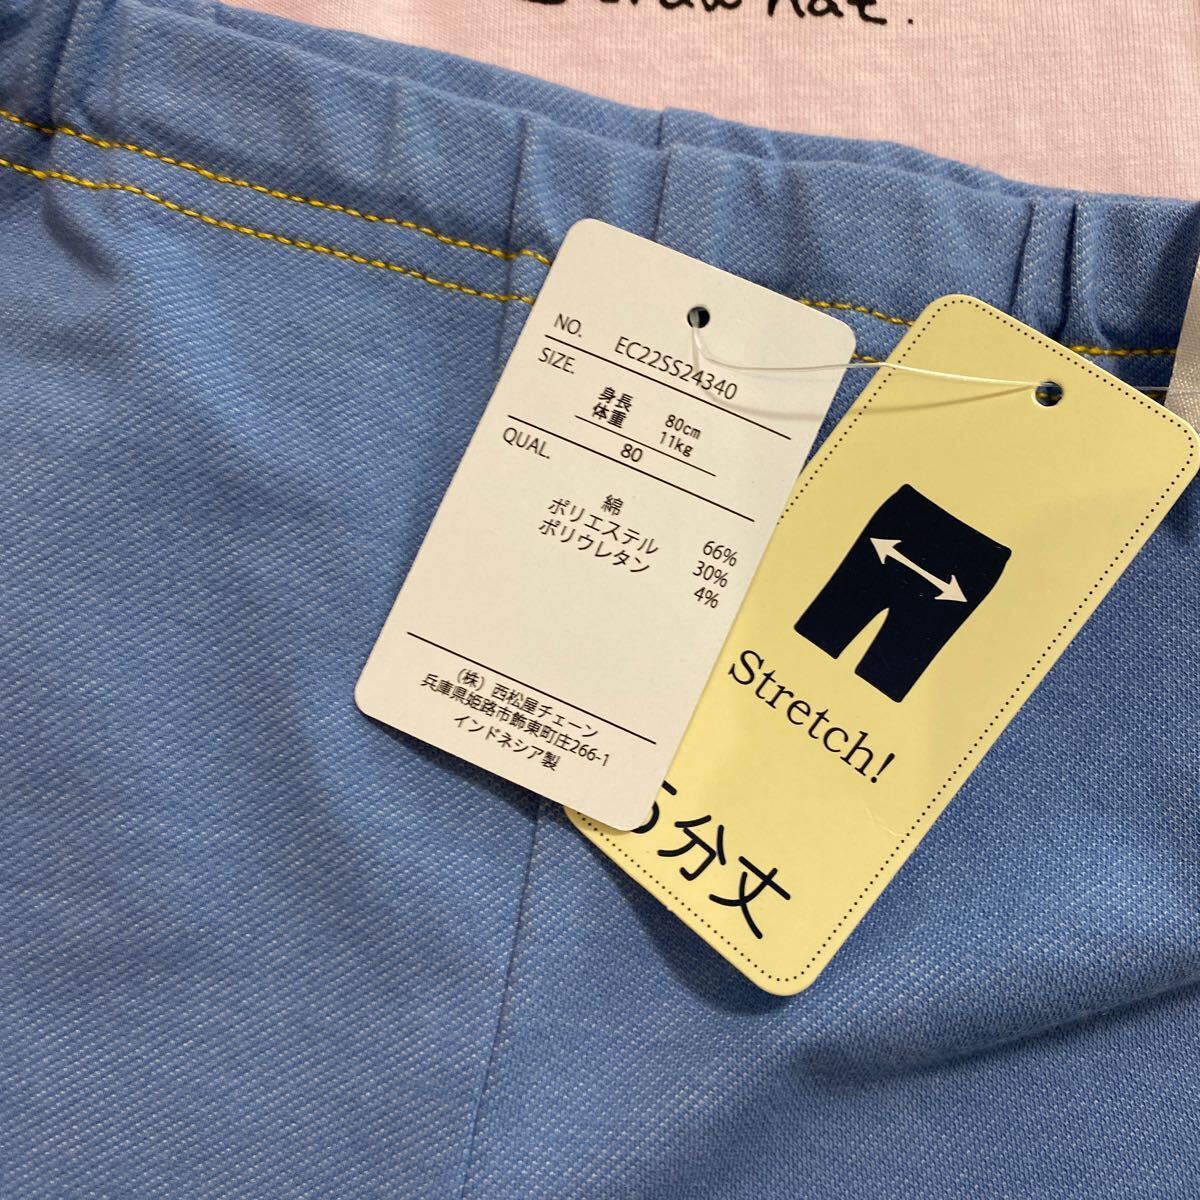 hat.
NO. EC22SS24340
SIZE.
身長 80cm
体重 11kg
80
QUAL.
綿 66%
ポリエステル 30%
ポリウレタン 4%
(株) 西松屋チェーン
兵庫県姫路市飾東町庄266-1
インドネシア製
Stretch!
5分丈